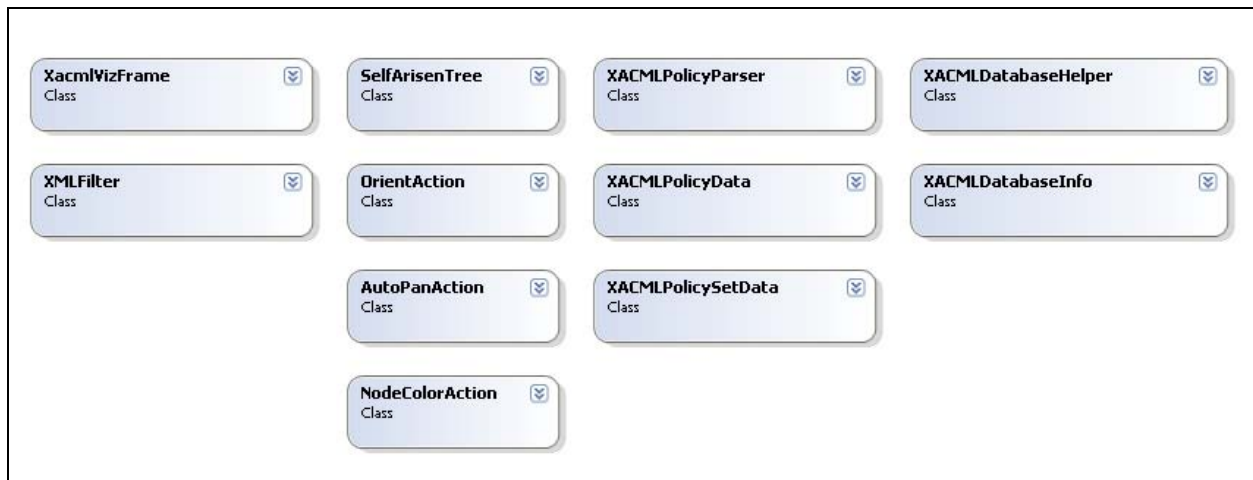 XacmlVizFrame
Class
SelfArisenTree
Class
XACMLPolicyParser
Class
XACMLDatabaseHelper
Class
XMLFilter
Class
OrientAction
Class
XACMLPolicyData
Class
XACMLDatabaseInfo
Class
AutoPanAction
Class
XACMLPolicySetData
Class
NodeColorAction
Class